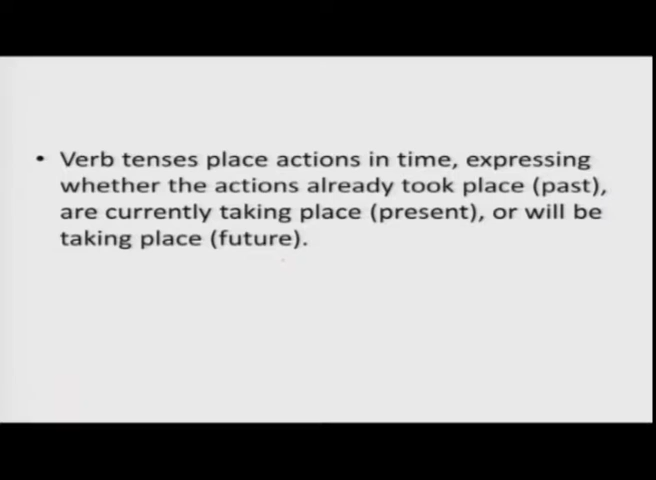 • Verb tenses place actions in time, expressing
whether the actions already took place (past),
are currently taking place (present), or will be
taking place (future).